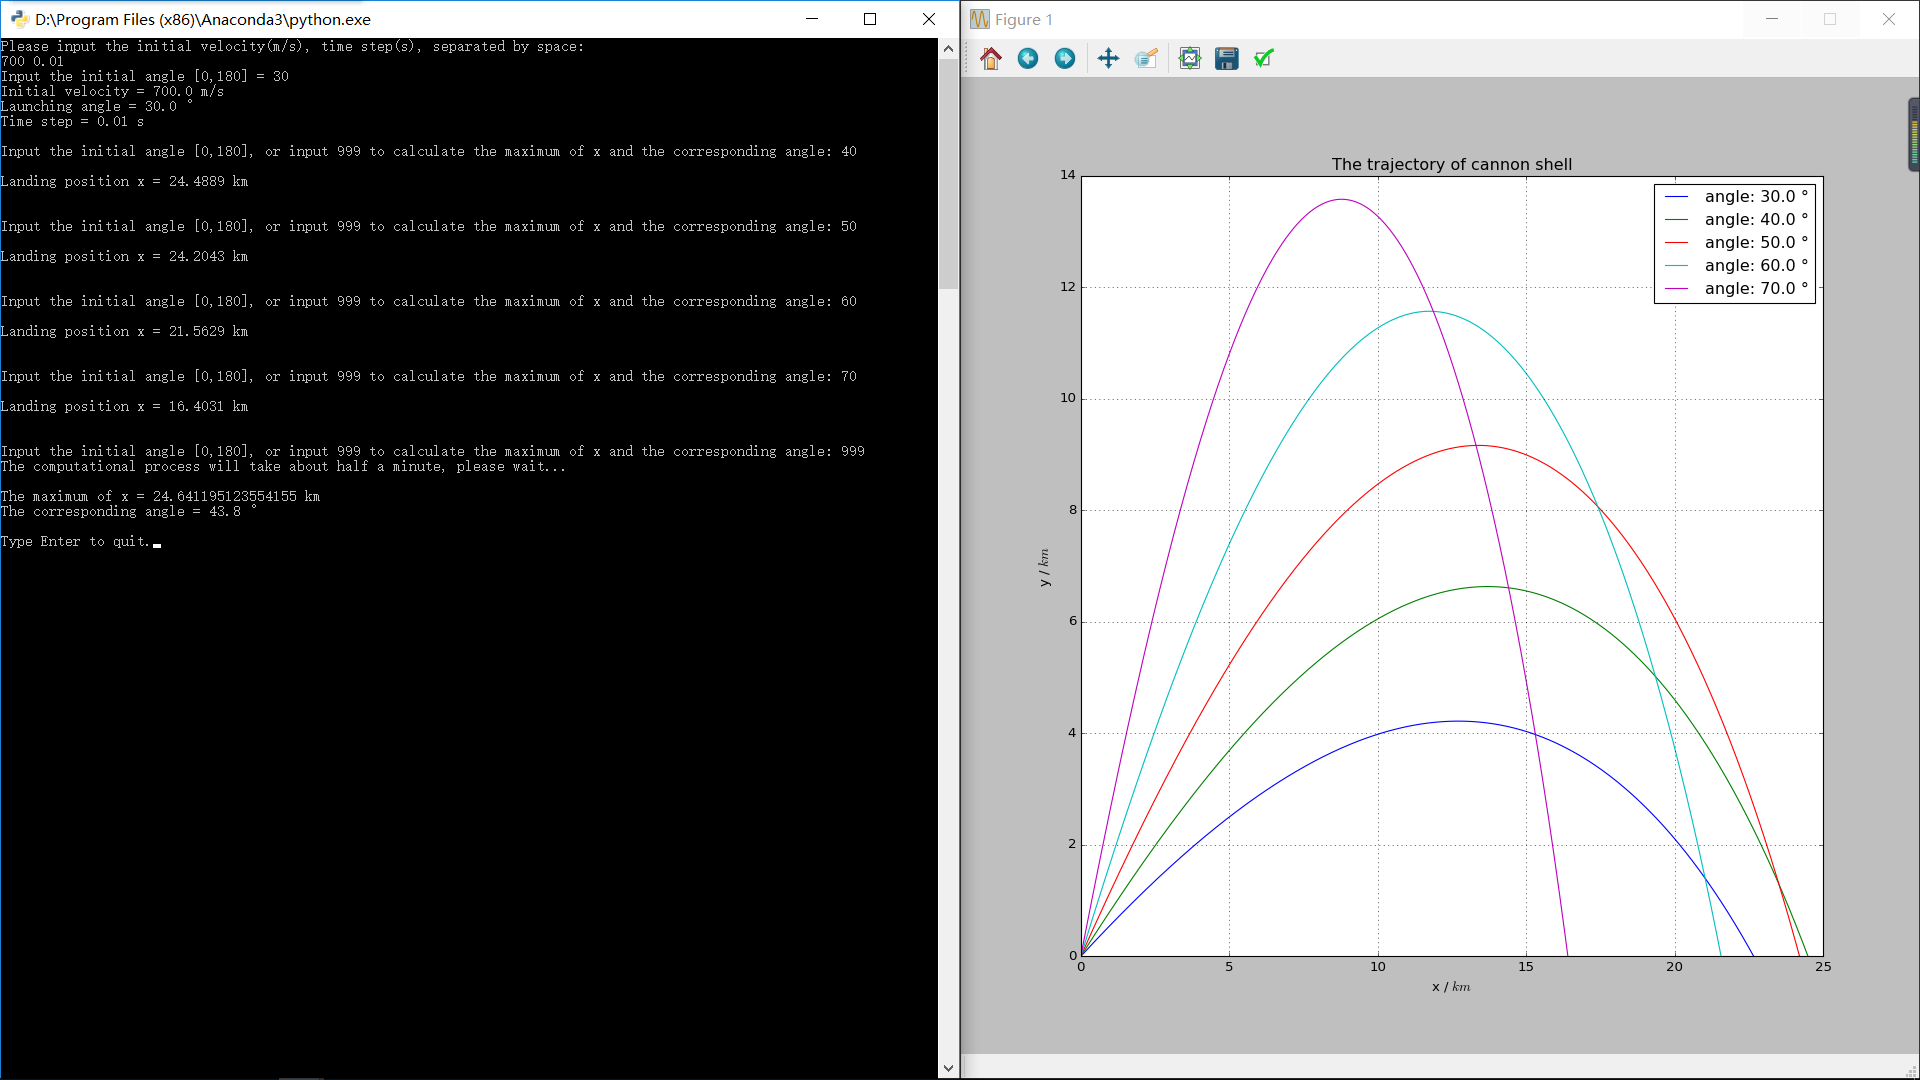 D:\Program Files (x86)\Anaconda3\python.exe
Please input the initial velocity(m/s), time step(s), separated by space:
700 0.01
Input the initial angle [0,180] = 30
Initial velocity = 700.0 m/s
Launching angle = 30.0 °
Time step = 0.01 s
Input the initial angle [0,180], or input 999 to calculate the maximum of x and the corresponding angle: 40
Landing position x = 24.4889 km
Input the initial angle [0,180], or input 999 to calculate the maximum of x and the corresponding angle: 50
Landing position x = 24.2043 km
Input the initial angle [0,180], or input 999 to calculate the maximum of x and the corresponding angle: 60
Landing position x = 21.5629 km
Input the initial angle [0,180], or input 999 to calculate the maximum of x and the corresponding angle: 70
Landing position x = 16.4031 km
Input the initial angle [0,180], or input 999 to calculate the maximum of x and the corresponding angle: 999
The computational process will take about half a minute, please wait...
The maximum of x = 24.641195123554155 km
The corresponding angle = 43.8 °
Type Enter to quit.
Figure 1
The trajectory of cannon shell
angle: 30.0 °
angle: 40.0 °
angle: 50.0 °
angle: 60.0 °
angle: 70.0 °
14
12
10
8
6
4
2
0
y / km
0 5 10 15 20 25
x / km